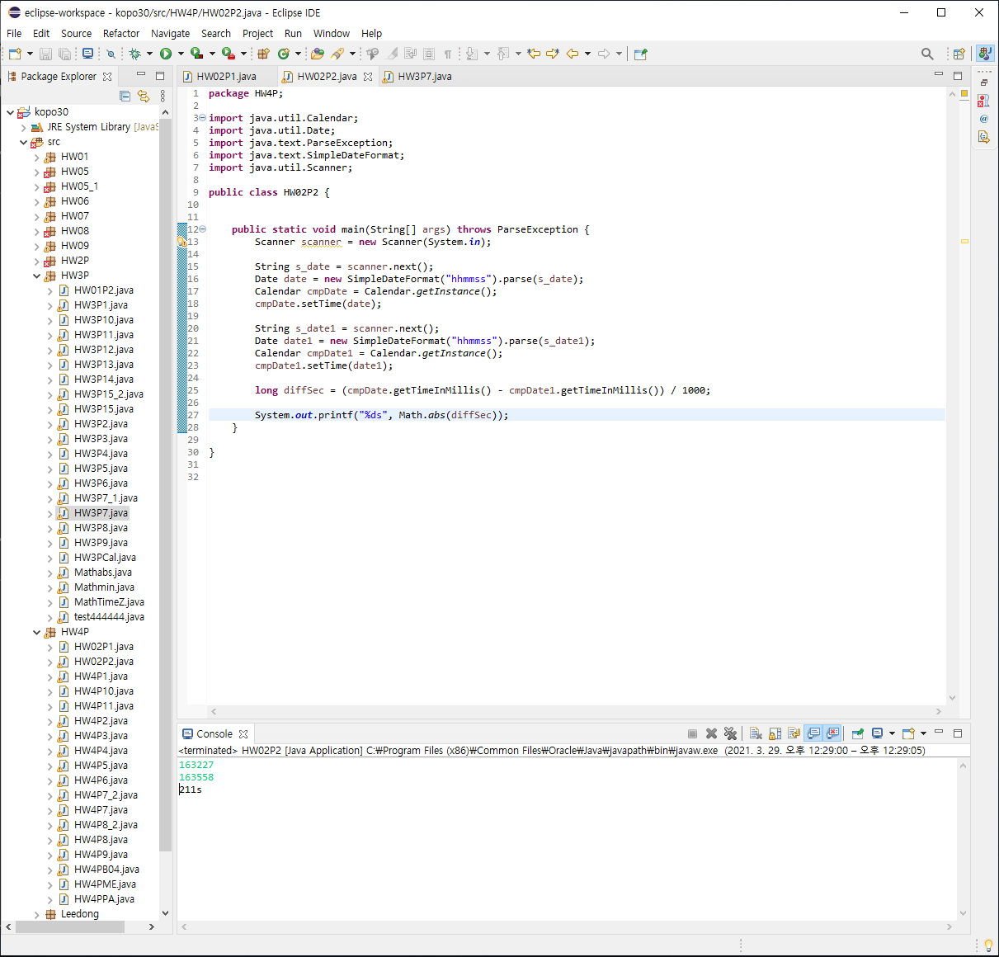 eclipse-workspace - kopo30/src/HW4P/HW02P2.java - Eclipse IDE
File Edit Source Refactor Navigate Search Project Run Window Help
Package Explorer
kopo30
JRE System Library [JavaS
src
HW01
HW05
HW05_1
HW06
HW07
HW08
HW09
HW2P
HW3P
HW01P2.java
HW3P1.java
HW3P10.java
HW3P11.java
HW3P12.java
HW3P13.java
HW3P14.java
HW3P15_2.java
HW3P15.java
HW3P2.java
HW3P3.java
HW3P4.java
HW3P5.java
HW3P6.java
HW3P7_1.java
HW3P7.java
HW3P8.java
HW3P9.java
HW3PCal.java
Mathabs.java
Mathmin.java
MathTimeZ.java
test444444.java
HW4P
HW02P1.java
HW02P2.java
HW4P1.java
HW4P10.java
HW4P11.java
HW4P2.java
HW4P3.java
HW4P4.java
HW4P5.java
HW4P6.java
HW4P7_2.java
HW4P7.java
HW4P8_2.java
HW4P8.java
HW4P9.java
HW4PB04.java
HW4PME.java
HW4PPA.java
Leedong
HW02P1.java HW02P2.java HW3P7.java
1 package HW4P;
2
3 import java.util.Calendar;
4 import java.util.Date;
5 import java.text.ParseException;
6 import java.text.SimpleDateFormat;
7 import java.util.Scanner;
8
9 public class HW02P2 {
10
11
12 public static void main(String[] args) throws ParseException {
13 Scanner scanner = new Scanner(System.in);
14
15 String s_date = scanner.next();
16 Date date = new SimpleDateFormat("hhmmss").parse(s_date);
17 Calendar cmpDate = Calendar.getInstance();
18 cmpDate.setTime(date);
19
20 String s_date1 = scanner.next();
21 Date date1 = new SimpleDateFormat("hhmmss").parse(s_date1);
22 Calendar cmpDate1 = Calendar.getInstance();
23 cmpDate1.setTime(date1);
24
25 long diffSec = (cmpDate.getTimeInMillis() - cmpDate1.getTimeInMillis()) / 1000;
26
27 System.out.printf("%ds", Math.abs(diffSec));
28 }
29
30 }
31
32
Console
<terminated> HW02P2 [Java Application] C:₩Program Files (x86)₩Common Files₩Oracle₩Java₩javapath₩bin₩javaw.exe (2021. 3. 29. 오후 12:29:00 – 오후 12:29:05)
163227
163558
211s